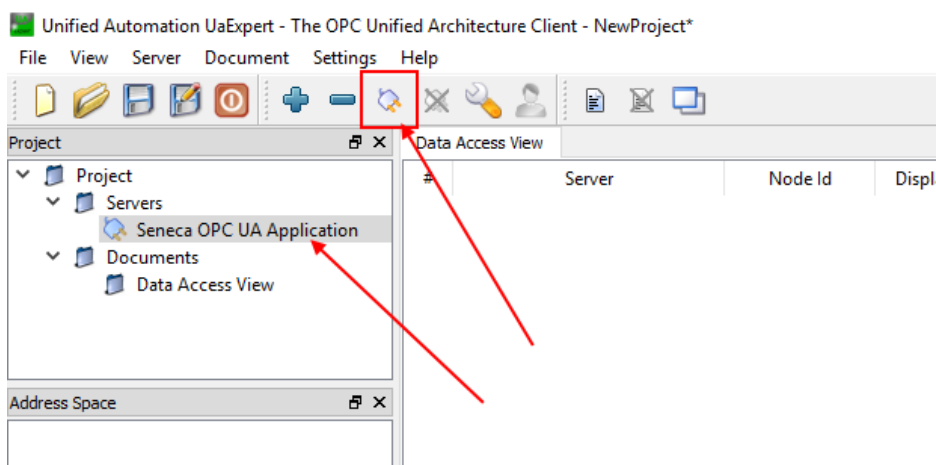 Unified Automation UaExpert - The OPC Unified Architecture Client - NewProject*
File View Server Document Settings Help
Project
Data Access View
Project
# Server Node Id Displ
Servers
Seneca OPC UA Application
Documents
Data Access View
Address Space